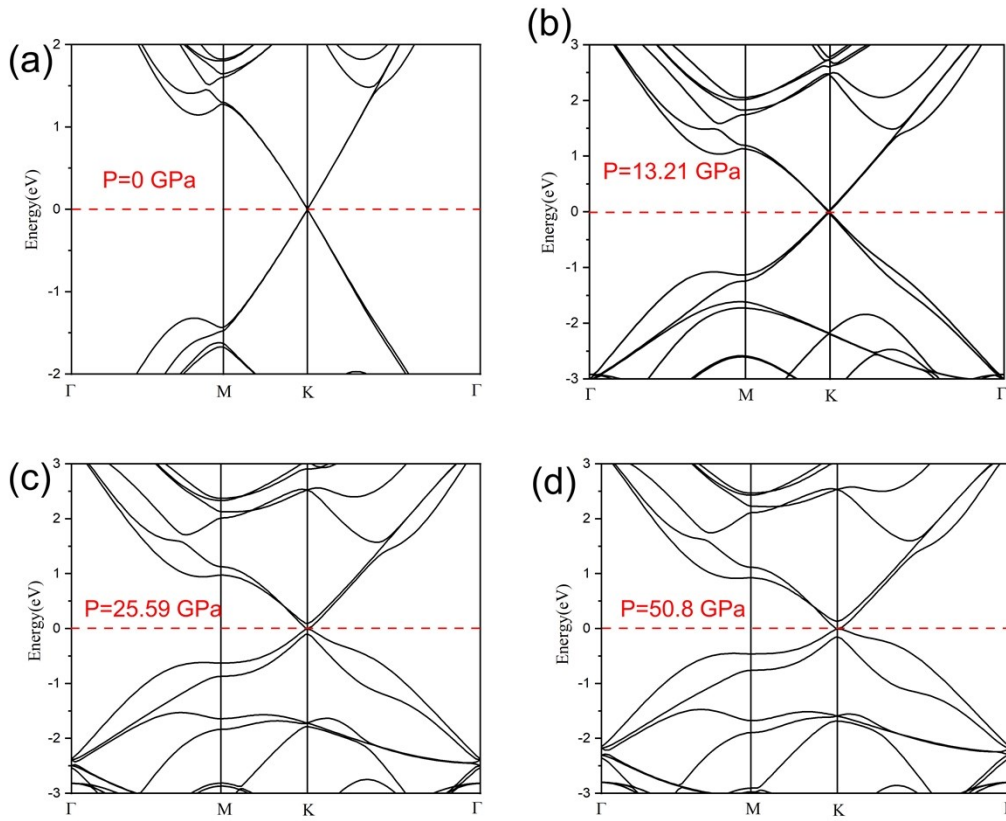 (a)
2
1
0
-1
-2
Energy(eV)
P=0 GPa
Γ
M
K
Γ
(b)
3
2
1
0
-1
-2
-3
Energy(eV)
P=13.21 GPa
Γ
M
K
Γ
(c)
3
2
1
0
-1
-2
-3
Energy(eV)
P=25.59 GPa
Γ
M
K
Γ
(d)
3
2
1
0
-1
-2
-3
Energy(eV)
P=50.8 GPa
Γ
M
K